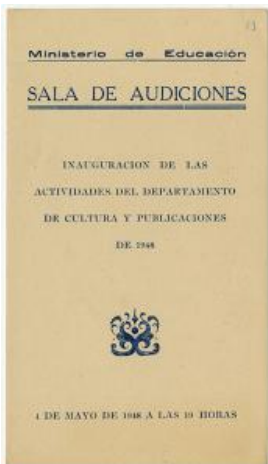 Ministerio de Educación
SALA DE AUDICIONES
INAUGURACION DE LAS
ACTIVIDADES DEL DEPARTAMENTO
DE CULTURA Y PUBLICACIONES
DE 1948
4 DE MAYO DE 1948 A LAS 19 HORAS